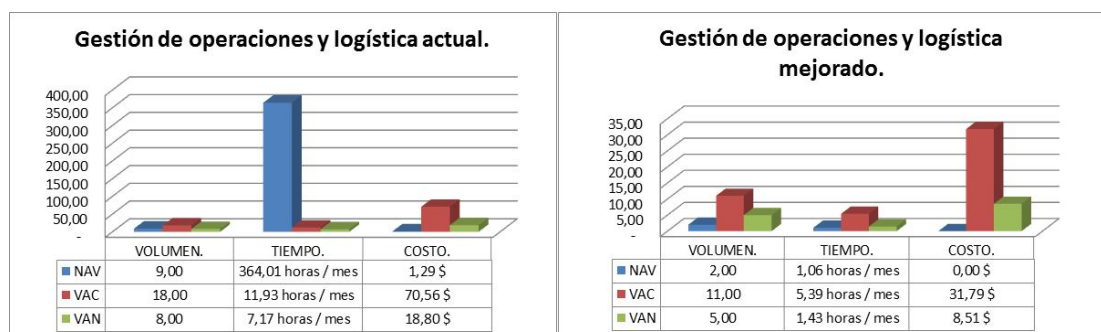 Gestión de operaciones y logística actual.
400,00
350,00
300,00
250,00
200,00
150,00
100,00
50,00
-
VOLUMEN. TIEMPO. COSTO.
NAV 9,00 364,01 horas / mes 1,29 $
VAC 18,00 11,93 horas / mes 70,56 $
VAN 8,00 7,17 horas / mes 18,80 $
Gestión de operaciones y logística
mejorado.
35,00
30,00
25,00
20,00
15,00
10,00
5,00
-
VOLUMEN. TIEMPO. COSTO.
NAV 2,00 1,06 horas / mes 0,00 $
VAC 11,00 5,39 horas / mes 31,79 $
VAN 5,00 1,43 horas / mes 8,51 $